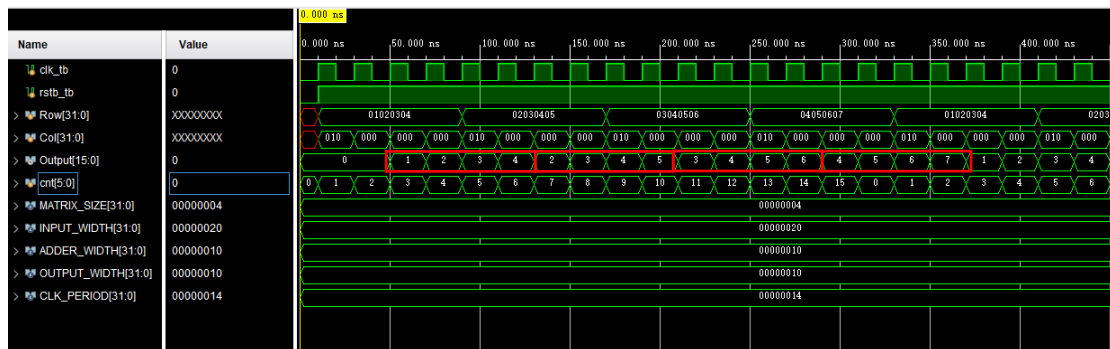 0.000 ns
Name Value 0.000 ns 50.000 ns 100.000 ns 150.000 ns 200.000 ns 250.000 ns 300.000 ns 350.000 ns 400.000 ns
clk_tb 0
rstb_tb 0
Row[31:0] XXXXXXXX 01020304 02030405 03040506 04050607 01020304 0203
Col[31:0] XXXXXXXX 010 000 000 000 010 000 000 000 010 000 000 000 010 000 000 000 010 000 000 000 010 000
Output[15:0] 0 0 1 2 3 4 2 3 4 5 3 4 5 6 4 5 6 7 1 2 3 4
cnt[5:0] 0 0 1 2 3 4 5 6 7 8 9 10 11 12 13 14 15 0 1 2 3 4 5 6
MATRIX_SIZE[31:0] 00000004 00000004
INPUT_WIDTH[31:0] 00000020 00000020
ADDER_WIDTH[31:0] 00000010 00000010
OUTPUT_WIDTH[31:0] 00000010 00000010
CLK_PERIOD[31:0] 00000014 00000014